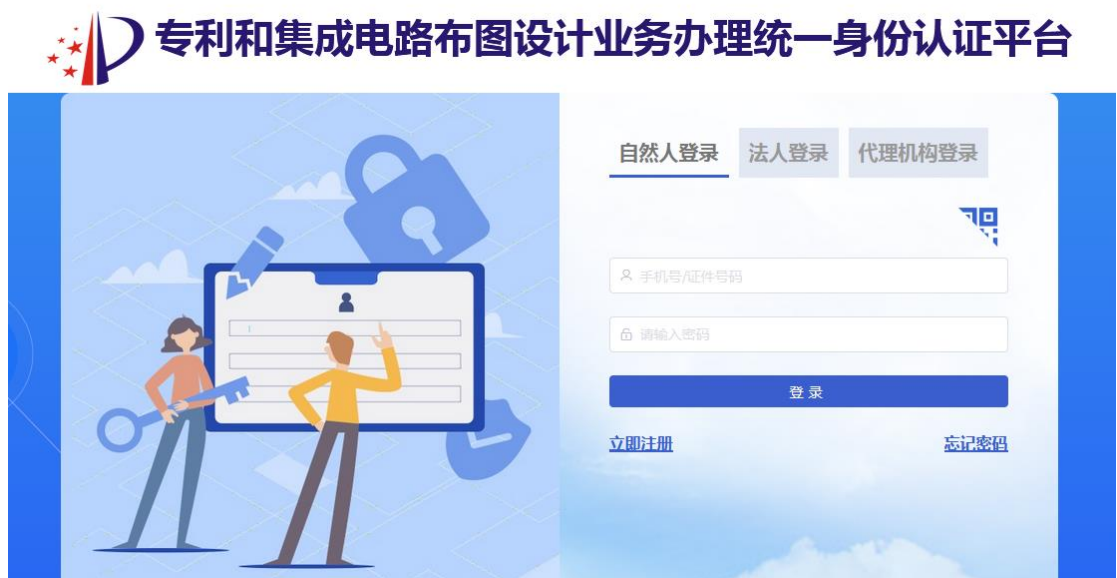 专利和集成电路布图设计业务办理统一身份认证平台
自然人登录 法人登录 代理机构登录
手机号/证件号码
请输入密码
登 录
立即注册 忘记密码